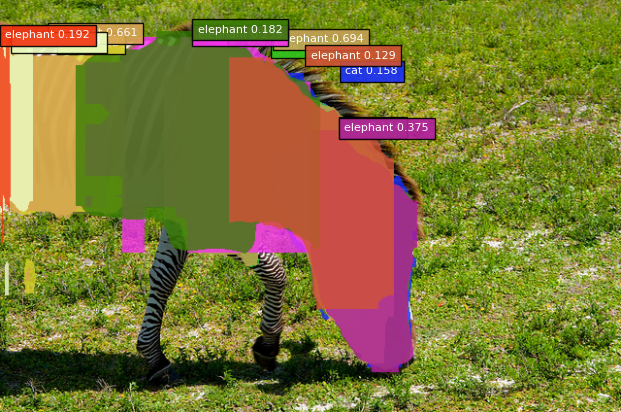 elephant 0.192
0.661
elephant 0.182
elephant 0.694
elephant 0.129
cat 0.158
elephant 0.375